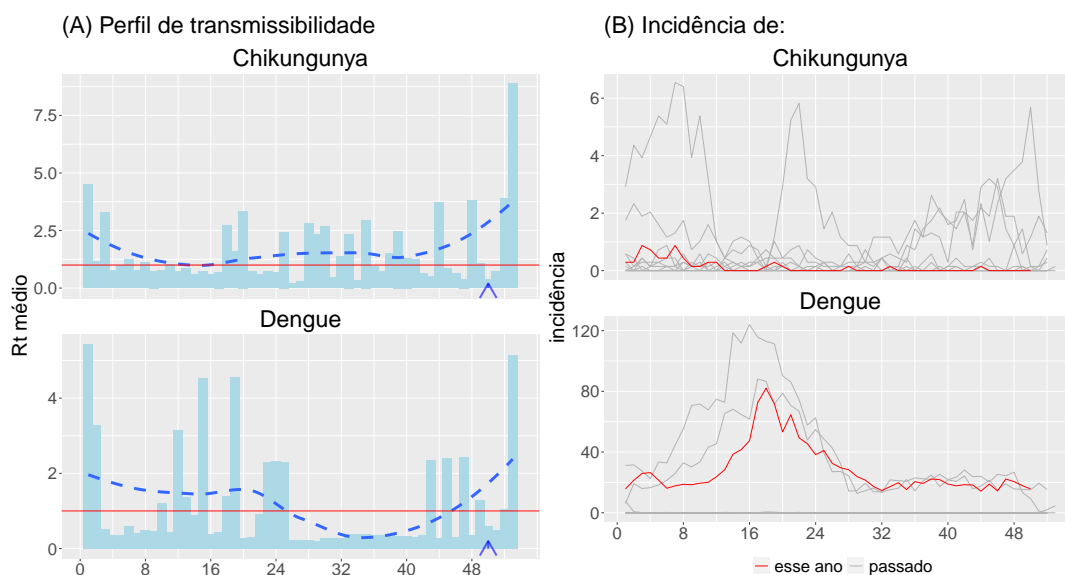 (A) Perfil de transmissibilidade
Chikungunya
7.5
5.0
2.5
0.0
Dengue
4
2
0
0 8 16 24 32 40 48
Rt médio
(B) Incidência de:
Chikungunya
6
4
2
0
Dengue
120
80
40
0
0 8 16 24 32 40 48
incidência
esse ano passado